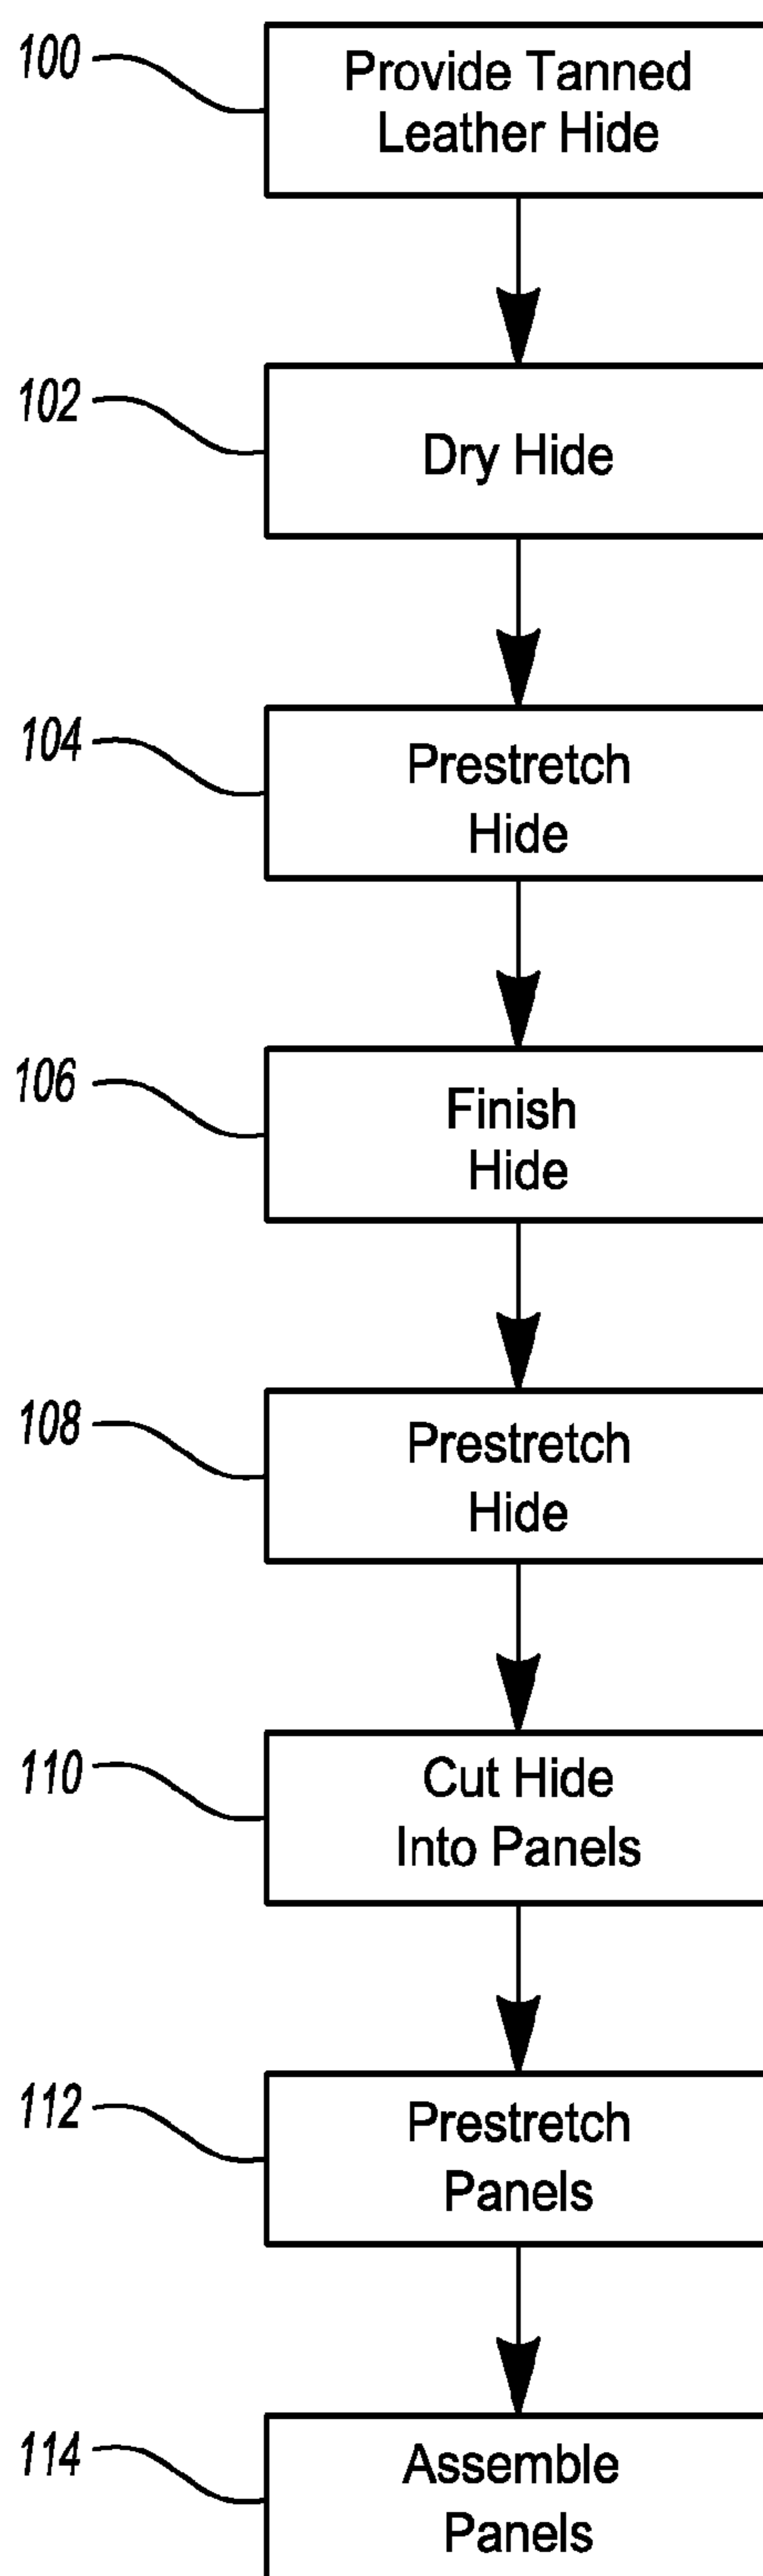 100
Provide Tanned
Leather Hide
102
Dry Hide
104
Prestretch
Hide
106
Finish
Hide
108
Prestretch
Hide
110
Cut Hide
Into Panels
112
Prestretch
Panels
114
Assemble
Panels